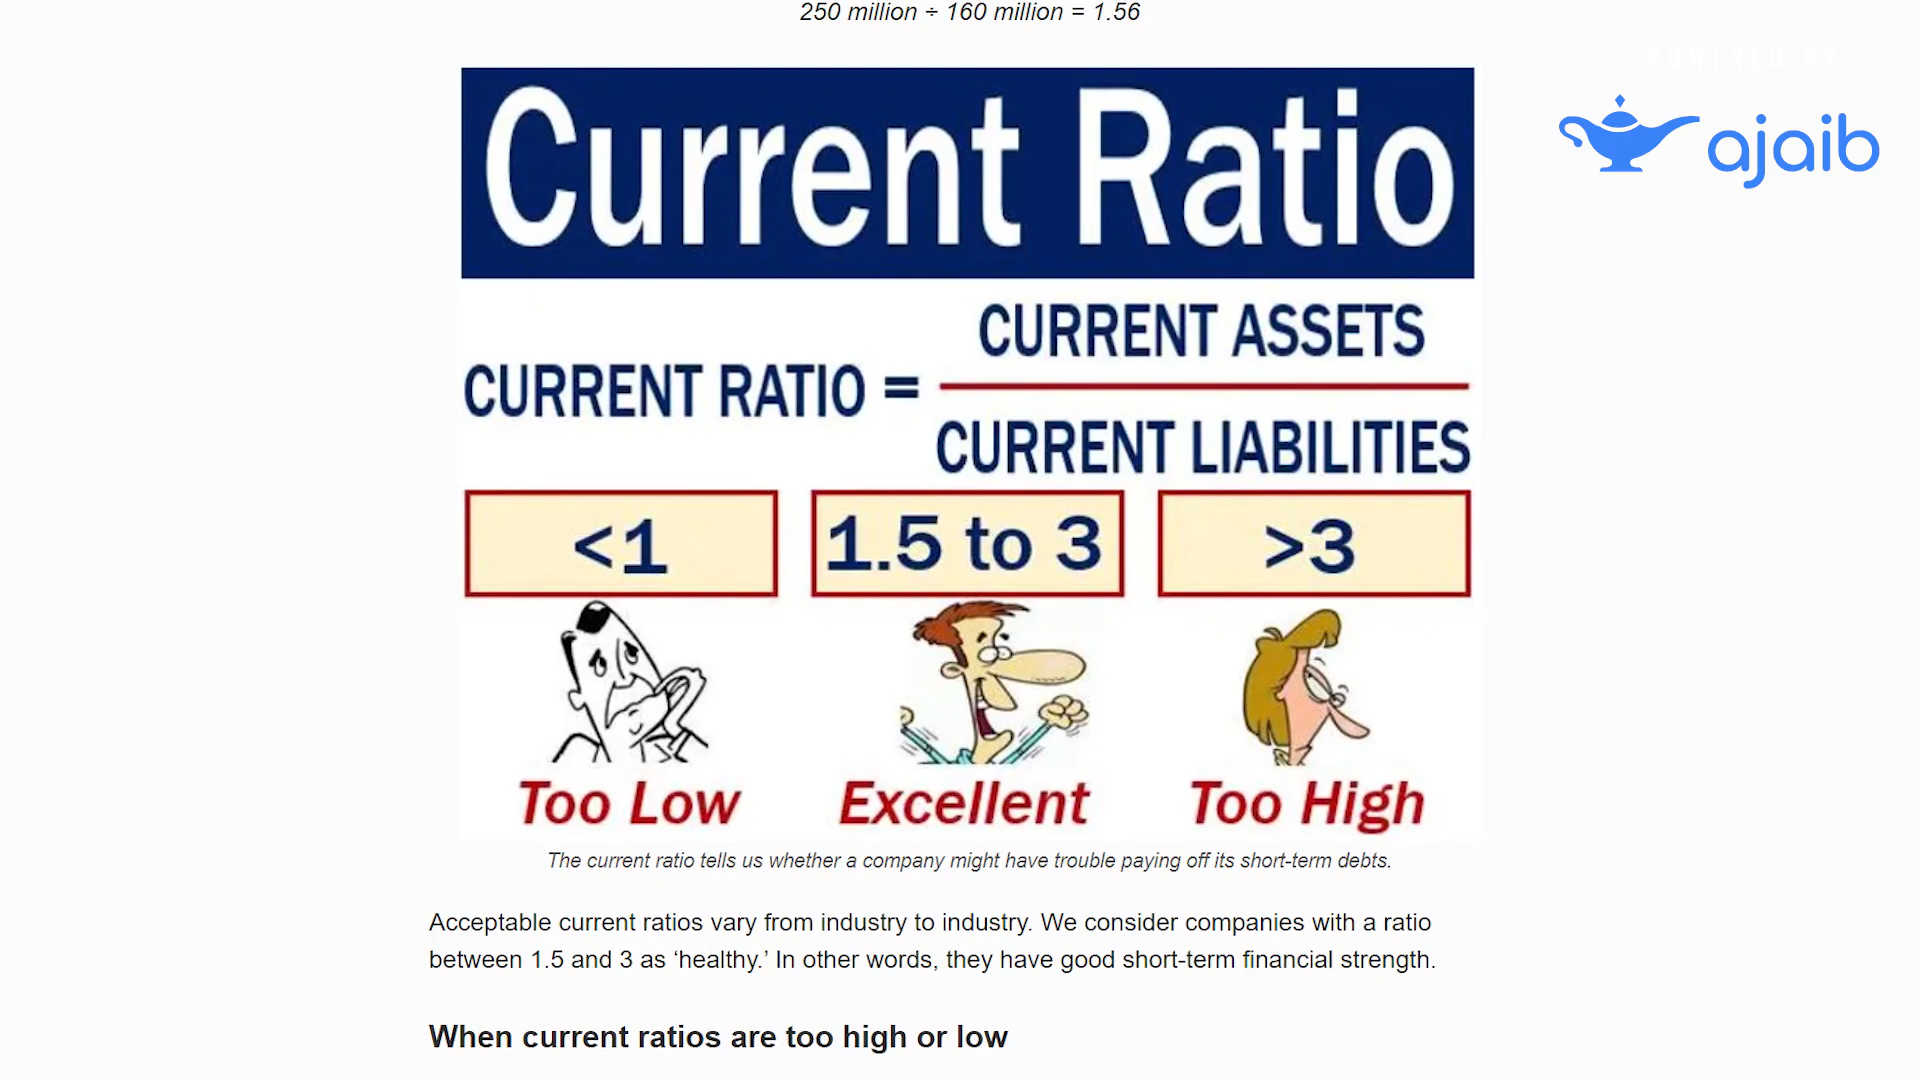 250 million ÷ 160 million = 1.56
POWERED BY
ajaib
Current Ratio
CURRENT RATIO =
CURRENT ASSETS
CURRENT LIABILITIES
<1
1.5 to 3
>3
Too Low
Excellent
Too High
The current ratio tells us whether a company might have trouble paying off its short-term debts.
Acceptable current ratios vary from industry to industry. We consider companies with a ratio
between 1.5 and 3 as ‘healthy.’ In other words, they have good short-term financial strength.
When current ratios are too high or low